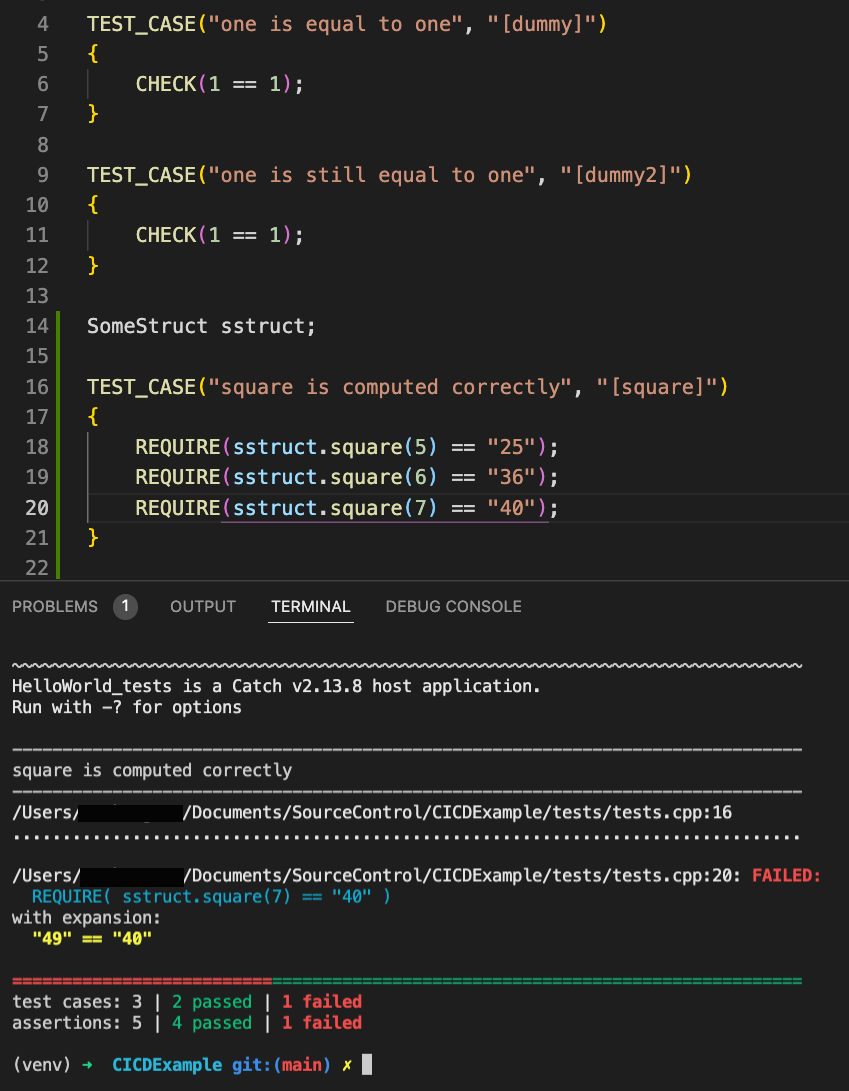 4 TEST_CASE("one is equal to one", "[dummy]")
5 {
6     CHECK(1 == 1);
7 }
8
9 TEST_CASE("one is still equal to one", "[dummy2]")
10 {
11     CHECK(1 == 1);
12 }
13
14 SomeStruct sstruct;
15
16 TEST_CASE("square is computed correctly", "[square]")
17 {
18     REQUIRE(sstruct.square(5) == "25");
19     REQUIRE(sstruct.square(6) == "36");
20     REQUIRE(sstruct.square(7) == "40");
21 }
22
PROBLEMS 1 OUTPUT TERMINAL DEBUG CONSOLE
~~~~~~~~~~~~~~~~~~~~~~~~~~~~~~~~~~~~~~~~~~~~~~~~~~~~~~~~~~~~~~~~~~~~~~~~~~~~~~~
HelloWorld_tests is a Catch v2.13.8 host application.
Run with -? for options
-------------------------------------------------------------------------------
square is computed correctly
-------------------------------------------------------------------------------
/Users/ /Documents/SourceControl/CICDExample/tests/tests.cpp:16
...............................................................................
/Users/ /Documents/SourceControl/CICDExample/tests/tests.cpp:20: FAILED:
  REQUIRE( sstruct.square(7) == "40" )
with expansion:
  "49" == "40"
===============================================================================
test cases: 3 | 2 passed | 1 failed
assertions: 5 | 4 passed | 1 failed
(venv) ➜ CICDExample git:(main) ✗